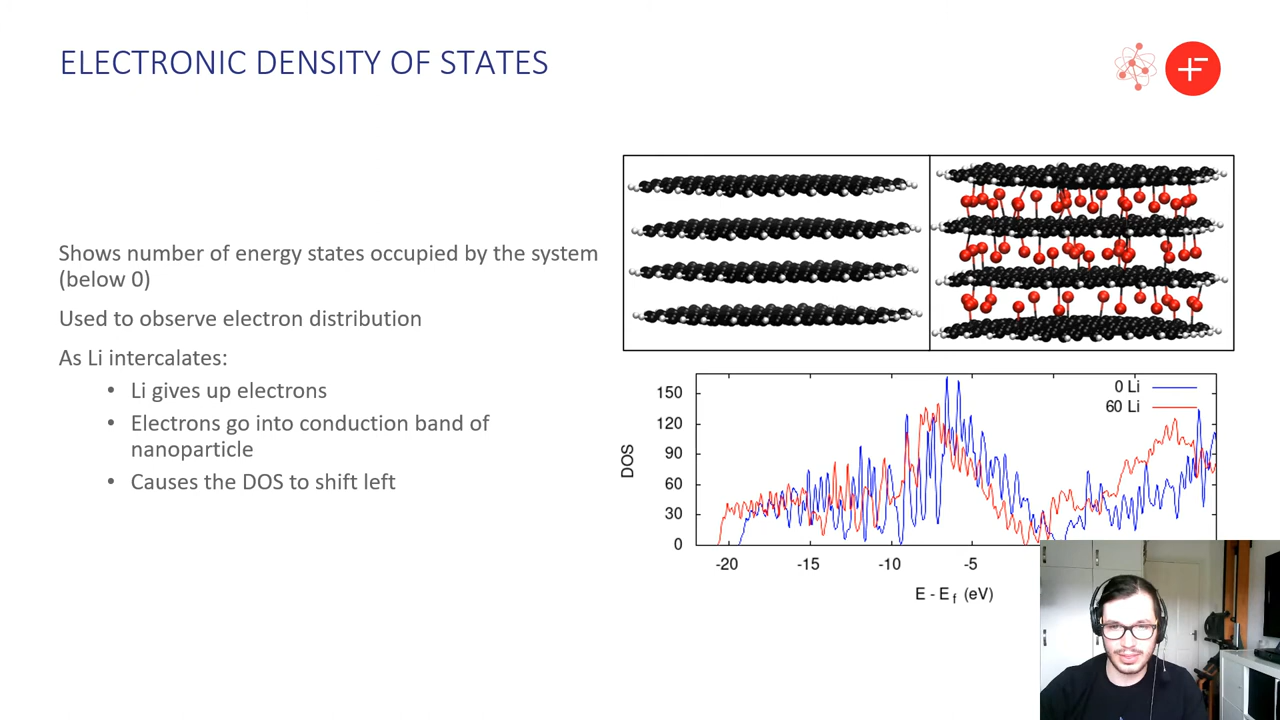 ELECTRONIC DENSITY OF STATES
Shows number of energy states occupied by the system
(below 0)
Used to observe electron distribution
As Li intercalates:
• Li gives up electrons
• Electrons go into conduction band of
nanoparticle
• Causes the DOS to shift left
150
120
90
60
30
0
DOS
0 Li
60 Li
-20
-15
-10
-5
E - Ef (eV)